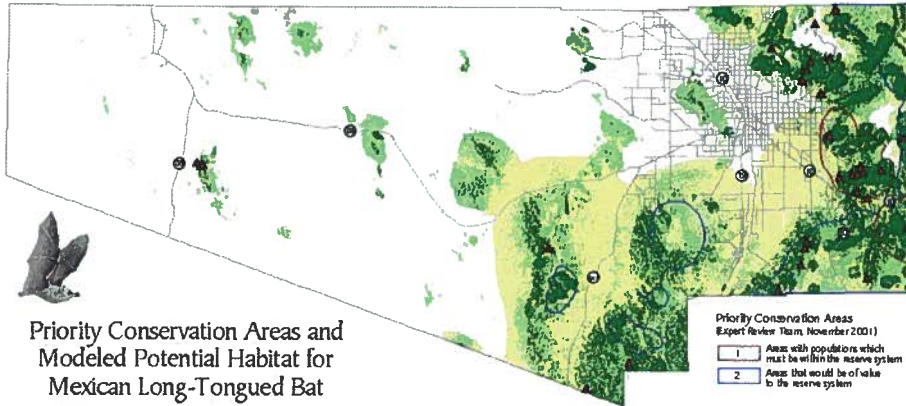 Priority Conservation Areas and
Modeled Potential Habitat for
Mexican Long-Tongued Bat
Priority Conservation Areas
(Expert Review Team, November 2001)
1 Areas with populations which
must be within the reserve system
2 Areas that would be of value
to the reserve system